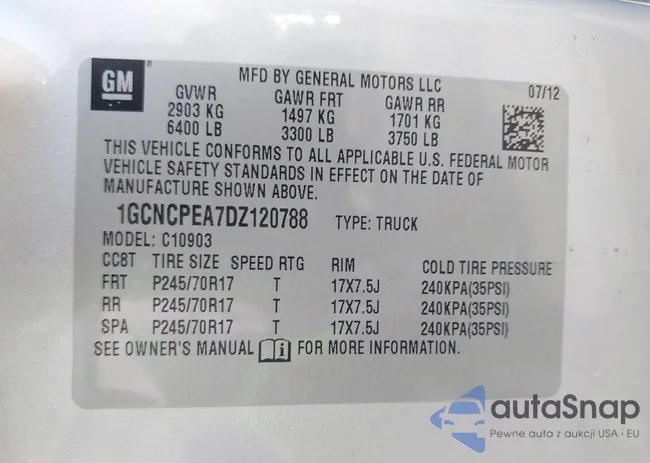 GM
MFD BY GENERAL MOTORS LLC
07/12
GVWR GAWR FRT GAWR RR
2903 KG 1497 KG 1701 KG
6400 LB 3300 LB 3750 LB
THIS VEHICLE CONFORMS TO ALL APPLICABLE U.S. FEDERAL MOTOR
VEHICLE SAFETY STANDARDS IN EFFECT ON THE DATE OF
MANUFACTURE SHOWN ABOVE.
1GCNCPEA7DZ120788 TYPE: TRUCK
MODEL: C10903
CC8T TIRE SIZE SPEED RTG RIM COLD TIRE PRESSURE
FRT P245/70R17 T 17X7.5J 240KPA(35PSI)
RR P245/70R17 T 17X7.5J 240KPA(35PSI)
SPA P245/70R17 T 17X7.5J 240KPA(35PSI)
SEE OWNER'S MANUAL FOR MORE INFORMATION.
autaSnap
Pewne auta z aukcji USA i EU